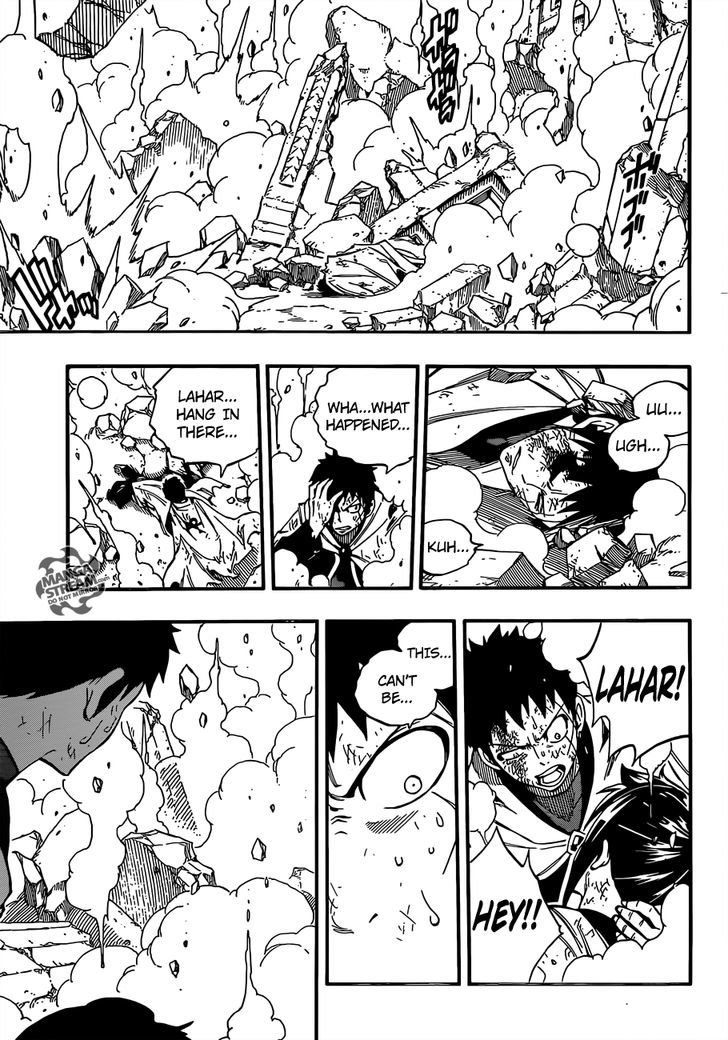 UU...
UGH...
KUH...
WHA...WHAT
HAPPENED...
LAHAR...
HANG IN
THERE...
MANGA
STREAM
.COM
DO NOT MIRROR
LAHAR!
HEY!!
THIS...
CAN'T
BE...